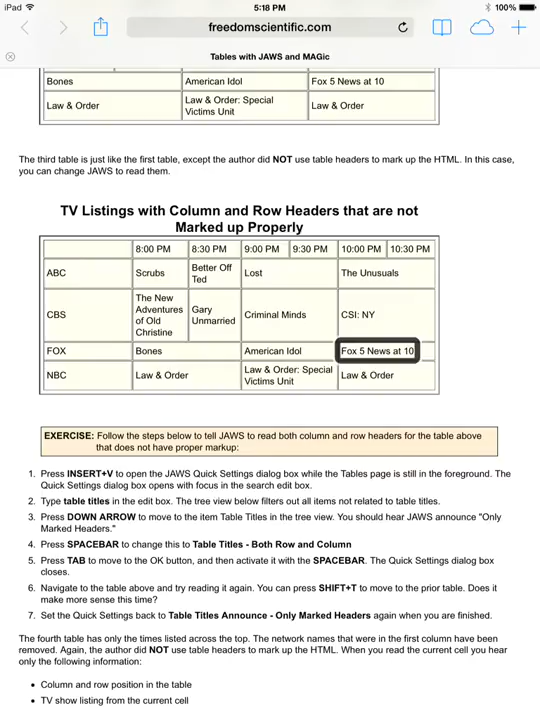 iPad 5:18 PM 100%
freedomscientific.com
Tables with JAWS and MAGic
Bones American Idol Fox 5 News at 10
Law & Order Law & Order: Special Victims Unit Law & Order
The third table is just like the first table, except the author did NOT use table headers to mark up the HTML. In this case,
you can change JAWS to read them.
TV Listings with Column and Row Headers that are not
Marked up Properly
8:00 PM 8:30 PM 9:00 PM 9:30 PM 10:00 PM 10:30 PM
ABC Scrubs Better Off Ted Lost The Unusuals
CBS The New Adventures of Old Christine Gary Unmarried Criminal Minds CSI: NY
FOX Bones American Idol Fox 5 News at 10
NBC Law & Order Law & Order: Special Victims Unit Law & Order
EXERCISE: Follow the steps below to tell JAWS to read both column and row headers for the table above
that does not have proper markup:
1. Press INSERT+V to open the JAWS Quick Settings dialog box while the Tables page is still in the foreground. The
Quick Settings dialog box opens with focus in the search edit box.
2. Type table titles in the edit box. The tree view below filters out all items not related to table titles.
3. Press DOWN ARROW to move to the item Table Titles in the tree view. You should hear JAWS announce "Only
Marked Headers."
4. Press SPACEBAR to change this to Table Titles - Both Row and Column
5. Press TAB to move to the OK button, and then activate it with the SPACEBAR. The Quick Settings dialog box
closes.
6. Navigate to the table above and try reading it again. You can press SHIFT+T to move to the prior table. Does it
make more sense this time?
7. Set the Quick Settings back to Table Titles Announce - Only Marked Headers again when you are finished.
The fourth table has only the times listed across the top. The network names that were in the first column have been
removed. Again, the author did NOT use table headers to mark up the HTML. When you read the current cell you hear
only the following information:
• Column and row position in the table
• TV show listing from the current cell